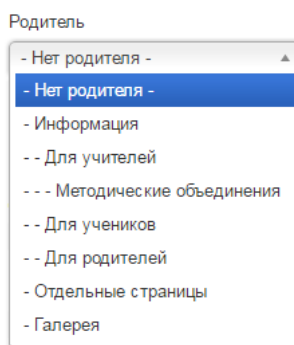 Родитель
- Нет родителя -
- Нет родителя -
- Информация
- - Для учителей
- - - Методические объединения
- - Для учеников
- - Для родителей
- Отдельные страницы
- Галерея